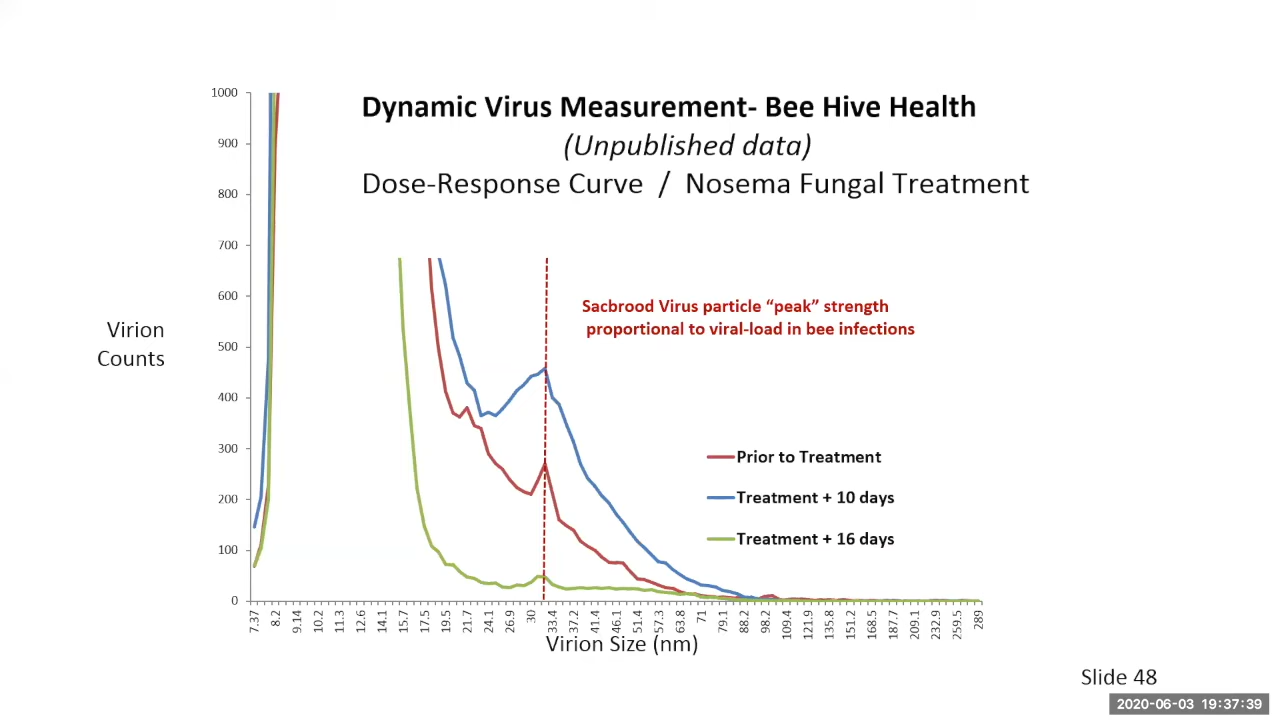 Dynamic Virus Measurement- Bee Hive Health
(Unpublished data)
Dose-Response Curve / Nosema Fungal Treatment
1000
900
800
700
600
500
400
300
200
100
0
Virion
Counts
Sacbrood Virus particle “peak” strength
proportional to viral-load in bee infections
Prior to Treatment
Treatment + 10 days
Treatment + 16 days
7.37 8.2 9.14 10.2 11.3 12.6 14.1 15.7 17.5 19.5 21.7 24.1 26.9 30 33.4 37.2 41.4 46.1 51.4 57.3 63.8 71 79.1 88.2 98.2 109.4 121.9 135.8 151.2 168.5 187.7 209.1 232.9 259.5 289
Virion Size (nm)
Slide 48
2020-06-03 19:37:39